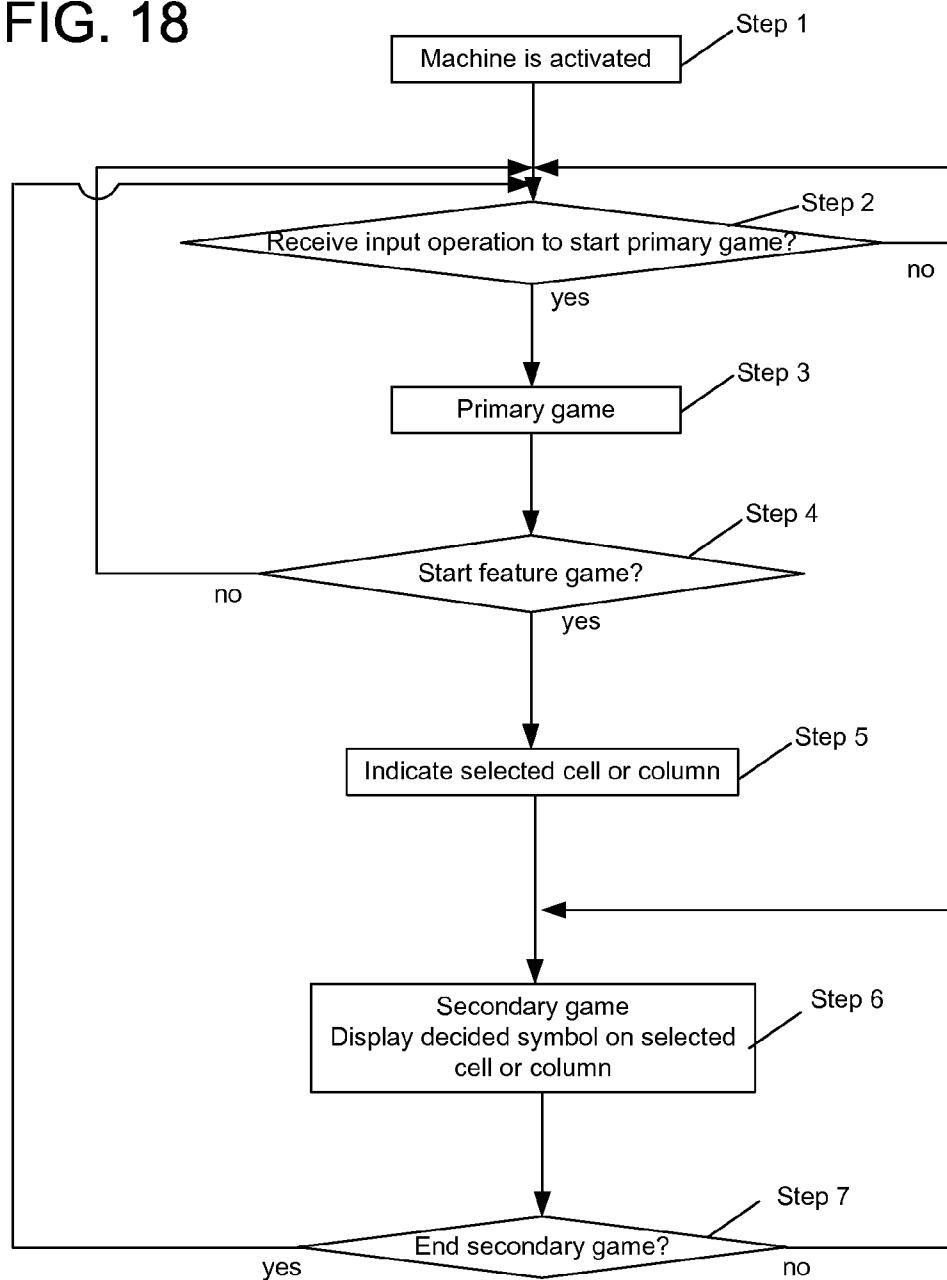 FIG. 18
Step 1
Machine is activated
Step 2
Receive input operation to start primary game?
no
yes
Step 3
Primary game
Step 4
Start feature game?
no
yes
Step 5
Indicate selected cell or column
Step 6
Secondary game
Display decided symbol on selected
cell or column
Step 7
End secondary game?
yes
no